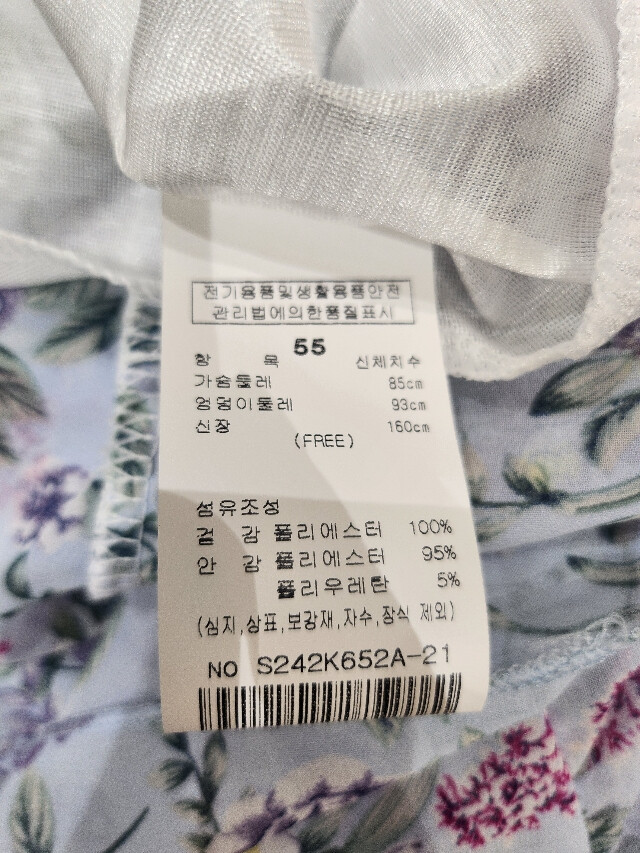 전기용품및생활용품안전
관리법에의한품질표시
55
항 목 신체치수
가슴둘레 85cm
엉덩이둘레 93cm
신장 160cm
(FREE)
섬유조성
겉 감 폴리에스터 100%
안 감 폴리에스터 95%
폴리우레탄 5%
(심지,상표,보강재,자수,장식 제외)
NO S242K652A-21